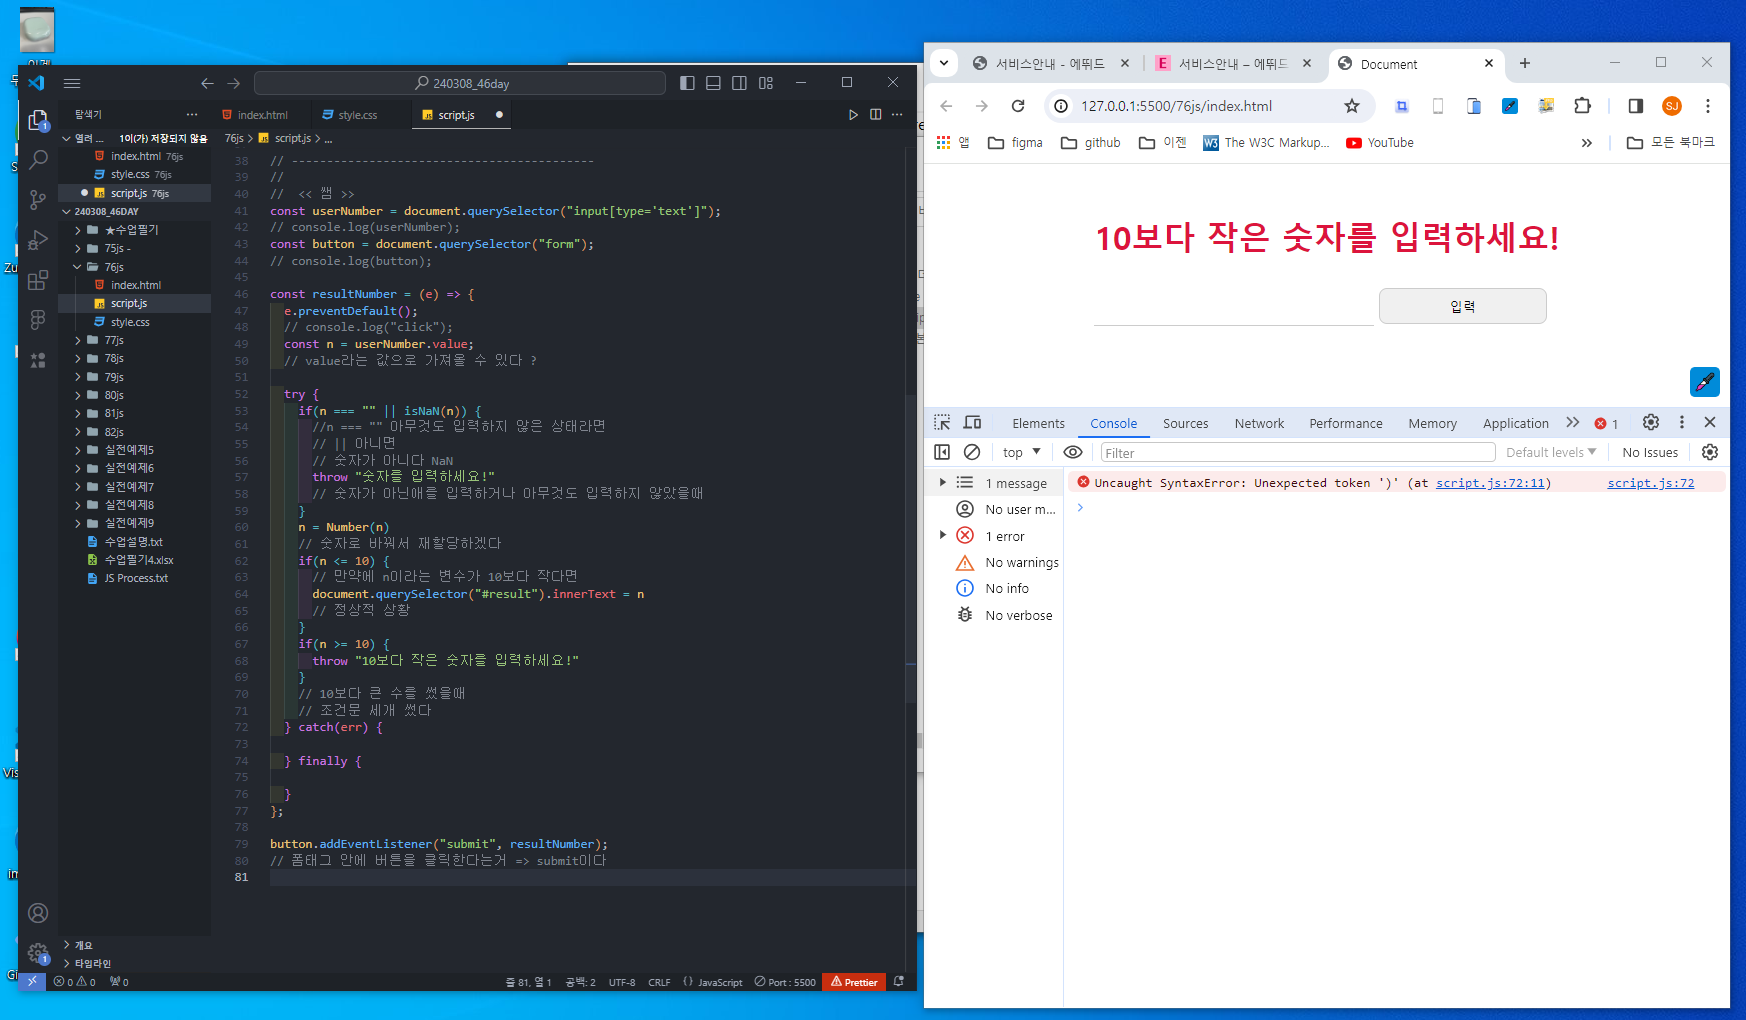 240308_46day
탐색기
index.html
style.css
script.js
열려 ... 1이(가) 저장되지 않음
76js > script.js > ...
index.html 76js
style.css 76js
script.js 76js
240308_46DAY
★수업필기
75js -
76js
index.html
script.js
style.css
77js
78js
79js
80js
81js
82js
실전예제5
실전예제6
실전예제7
실전예제8
실전예제9
수업설명.txt
수업필기4.xlsx
JS Process.txt
개요
타임라인
38 // -------------------------------------------
39 //
40 //  << 쌤 >>
41 const userNumber = document.querySelector("input[type='text']");
42 // console.log(userNumber);
43 const button = document.querySelector("form");
44 // console.log(button);
45
46 const resultNumber = (e) => {
47   e.preventDefault();
48   // console.log("click");
49   const n = userNumber.value;
50   // value라는 값으로 가져올 수 있다 ?
51
52   try {
53     if(n === "" || isNaN(n)) {
54       //n === "" 아무것도 입력하지 않은 상태라면
55       // || 아니면
56       // 숫자가 아니다 NaN
57       throw "숫자를 입력하세요!"
58       // 숫자가 아닌애를 입력하거나 아무것도 입력하지 않았을때
59     }
60     n = Number(n)
61     // 숫자로 바꿔서 재할당하겠다
62     if(n <= 10) {
63       // 만약에 n이라는 변수가 10보다 작다면
64       document.querySelector("#result").innerText = n
65       // 정상적 상황
66     }
67     if(n >= 10) {
68       throw "10보다 작은 숫자를 입력하세요!"
69     }
70     // 10보다 큰 수를 썼을때
71     // 조건문 세개 썼다
72   } catch(err) {
73
74   } finally {
75
76   }
77 };
78
79 button.addEventListener("submit", resultNumber);
80 // 폼태그 안에 버튼을 클릭한다는거 => submit이다
81
0 0 0
줄 81, 열 1 공백: 2 UTF-8 CRLF {} JavaScript Port : 5500 Prettier
서비스안내 - 에뛰드
서비스안내 – 에뛰드
Document
127.0.0.1:5500/76js/index.html
SJ
앱
figma
github
이젠
The W3C Markup...
YouTube
모든 북마크
10보다 작은 숫자를 입력하세요!
입력
Elements Console Sources Network Performance Memory Application 1
top Filter Default levels No Issues
1 message
No user m...
1 error
No warnings
No info
No verbose
Uncaught SyntaxError: Unexpected token ')' (at script.js:72:11) script.js:72